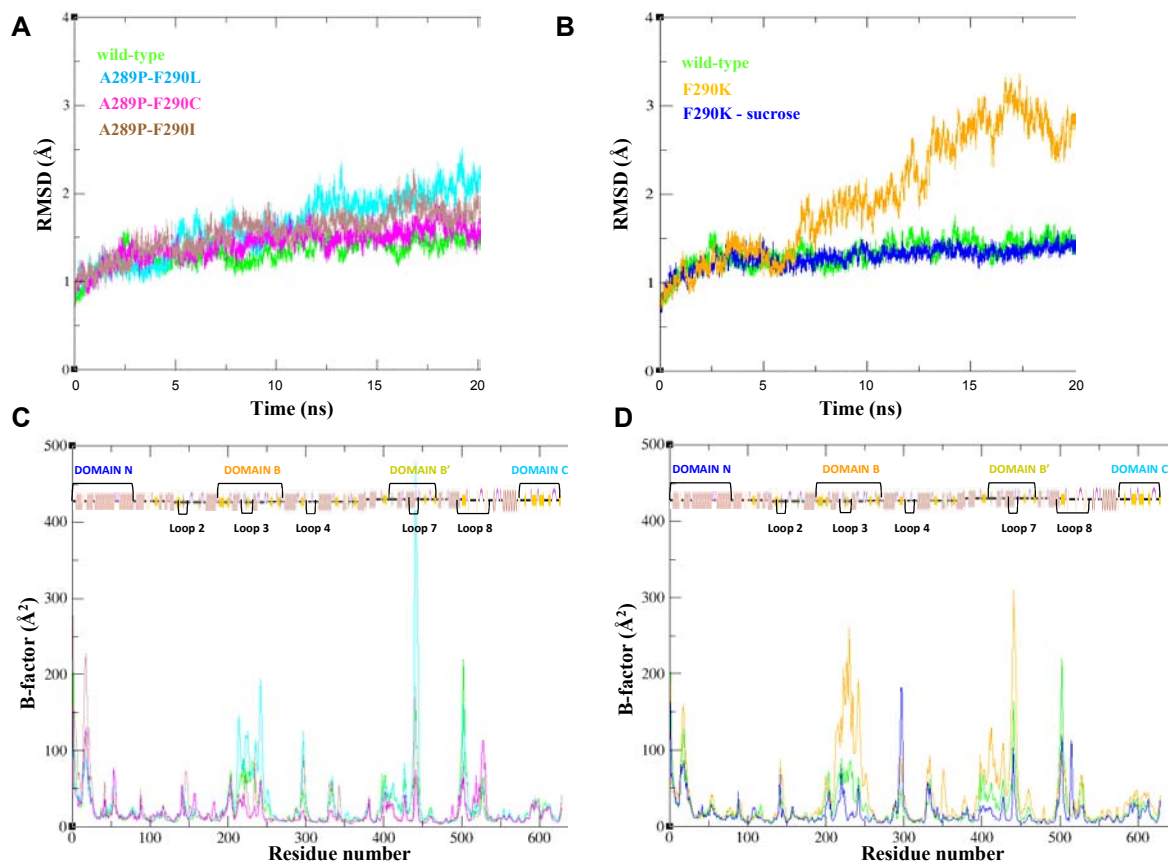 A
4
3
2
1
0
RMSD (Å)
wild-type
A289P-F290L
A289P-F290C
A289P-F290I
0 5 10 15 20
Time (ns)
B
4
3
2
1
0
RMSD (Å)
wild-type
F290K
F290K - sucrose
0 5 10 15 20
Time (ns)
C
500
400
300
200
100
0
B-factor (Å²)
DOMAIN N DOMAIN B DOMAIN B' DOMAIN C
Loop 2 Loop 3 Loop 4 Loop 7 Loop 8
0 100 200 300 400 500 600
Residue number
D
500
400
300
200
100
0
B-factor (Å²)
DOMAIN N DOMAIN B DOMAIN B' DOMAIN C
Loop 2 Loop 3 Loop 4 Loop 7 Loop 8
0 100 200 300 400 500 600
Residue number